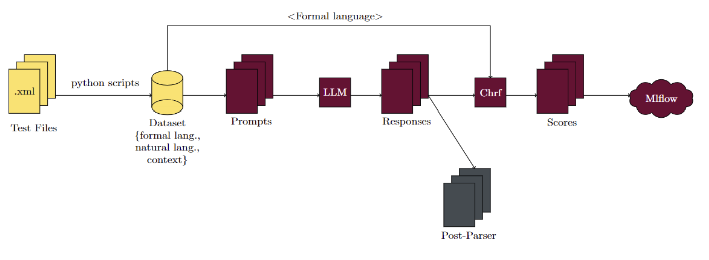 <Formal language>
.xml
python scripts
LLM
Chrf
Mlflow
Test Files
Dataset
{formal lang.,
natural lang.,
context}
Prompts
Responses
Scores
Post-Parser